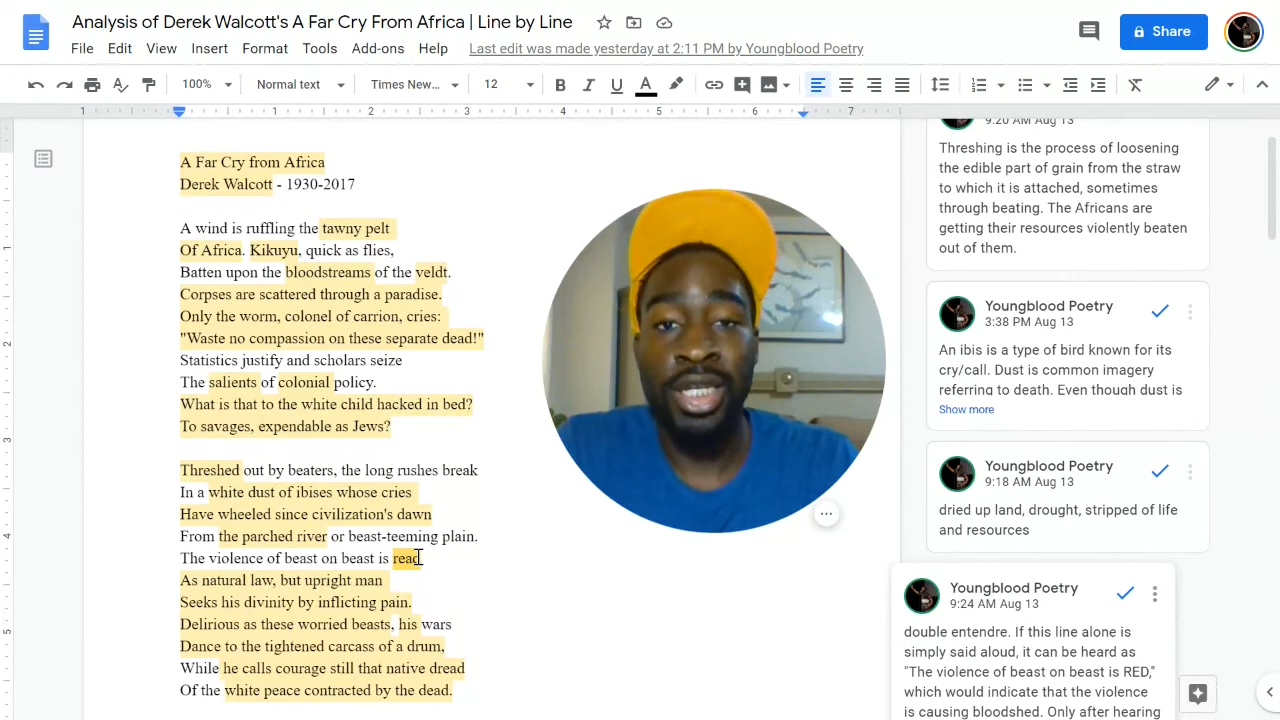 Analysis of Derek Walcott's A Far Cry From Africa | Line by Line
File Edit View Insert Format Tools Add-ons Help Last edit was made yesterday at 2:11 PM by Youngblood Poetry
Share
100% Normal text Times New... 12 B I U A
1 1 2 3 4 5 6 7
A Far Cry from Africa
Derek Walcott - 1930-2017
A wind is ruffling the tawny pelt
Of Africa. Kikuyu, quick as flies,
Batten upon the bloodstreams of the veldt.
Corpses are scattered through a paradise.
Only the worm, colonel of carrion, cries:
"Waste no compassion on these separate dead!"
Statistics justify and scholars seize
The salients of colonial policy.
What is that to the white child hacked in bed?
To savages, expendable as Jews?
Threshed out by beaters, the long rushes break
In a white dust of ibises whose cries
Have wheeled since civilization's dawn
From the parched river or beast-teeming plain.
The violence of beast on beast is read
As natural law, but upright man
Seeks his divinity by inflicting pain.
Delirious as these worried beasts, his wars
Dance to the tightened carcass of a drum,
While he calls courage still that native dread
Of the white peace contracted by the dead.
1
2
3
4
5
9:20 AM Aug 13
Threshing is the process of loosening
the edible part of grain from the straw
to which it is attached, sometimes
through beating. The Africans are
getting their resources violently beaten
out of them.
Youngblood Poetry
3:38 PM Aug 13
An ibis is a type of bird known for its
cry/call. Dust is common imagery
referring to death. Even though dust is
Show more
Youngblood Poetry
9:18 AM Aug 13
dried up land, drought, stripped of life
and resources
Youngblood Poetry
9:24 AM Aug 13
double entendre. If this line alone is
simply said aloud, it can be heard as
"The violence of beast on beast is RED,"
which would indicate that the violence
is causing bloodshed. Only after hearing